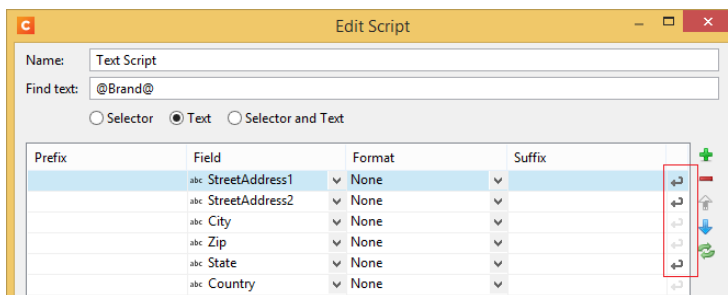 C Edit Script
Name: Text Script
Find text: @Brand@
Selector Text Selector and Text
Prefix Field Format Suffix
abc StreetAddress1 None
abc StreetAddress2 None
abc City None
abc Zip None
abc State None
abc Country None